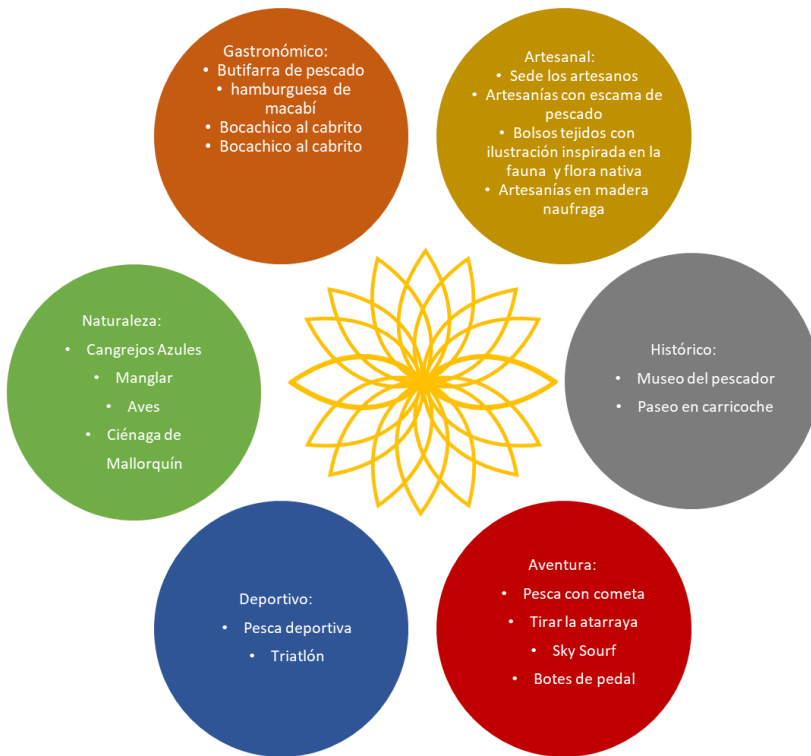 Gastronómico:
• Butifarra de pescado
• hamburguesa de
macabí
• Bocachico al cabrito
• Bocachico al cabrito
Artesanal:
• Sede los artesanos
• Artesanías con escama de
pescado
• Bolsos tejidos con
ilustración inspirada en la
fauna y flora nativa
• Artesanías en madera
naufraga
Naturaleza:
• Cangrejos Azules
• Manglar
• Aves
• Ciénaga de
Mallorquín
Histórico:
• Museo del pescador
• Paseo en carricoche
Deportivo:
• Pesca deportiva
• Triatlón
Aventura:
• Pesca con cometa
• Tirar la atarraya
• Sky Sourf
• Botes de pedal